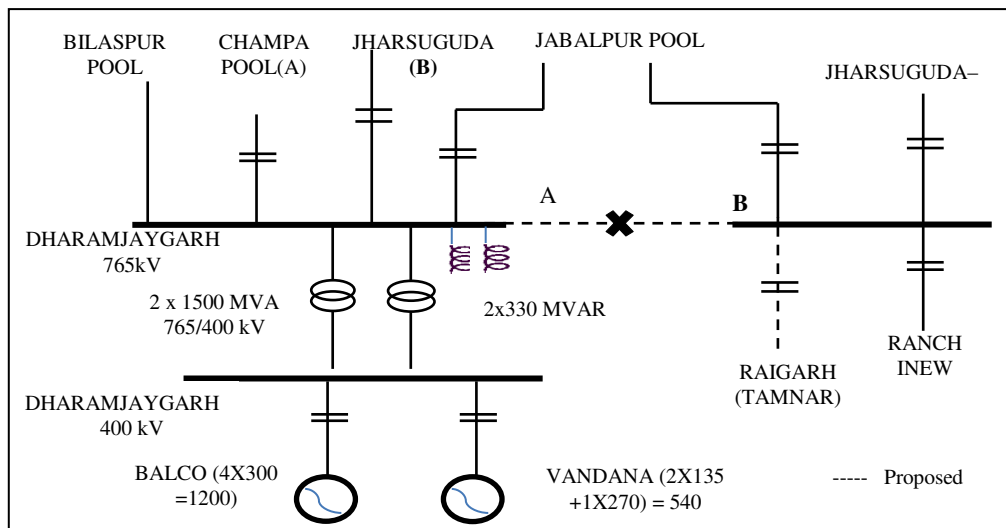 BILASPUR
POOL
CHAMPA
POOL(A)
JHARSUGUDA
(B)
JABALPUR POOL
JHARSUGUDA–
A
B
DHARAMJAYGARH
765kV
2 x 1500 MVA
765/400 kV
2x330 MVAR
RAIGARH
(TAMNAR)
RANCH
INEW
DHARAMJAYGARH
400 kV
BALCO (4X300
=1200)
VANDANA (2X135
+1X270) = 540
----- Proposed